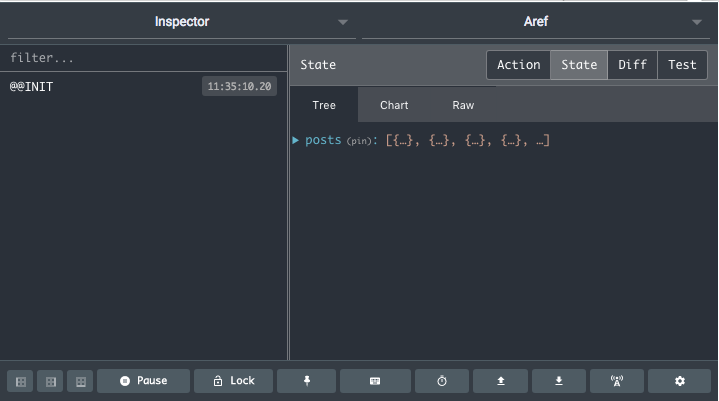 Inspector Aref
filter... State Action State Diff Test
@@INIT 11:35:10.20
Tree Chart Raw
posts (pin): [{…}, {…}, {…}, {…}, …]
Pause Lock